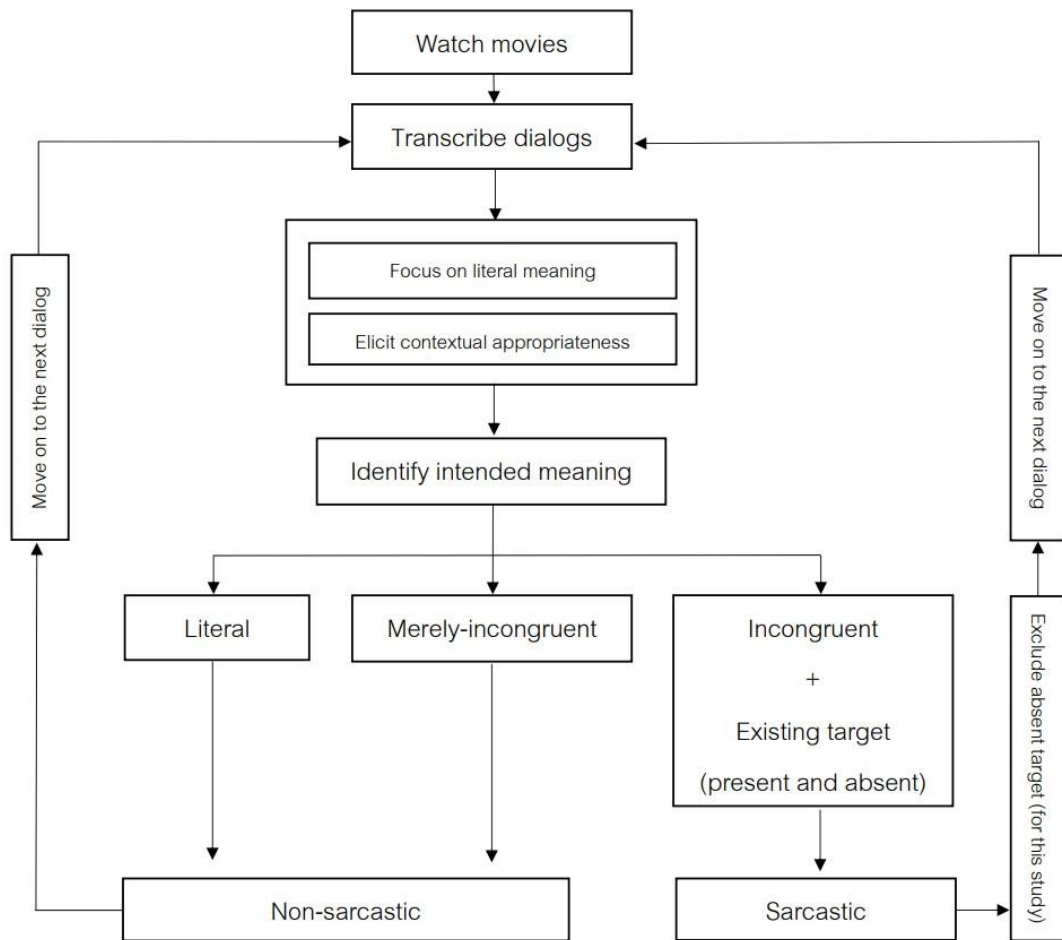 Watch movies
Transcribe dialogs
Focus on literal meaning
Elicit contextual appropriateness
Move on to the next dialog
Move on to the next dialog
Identify intended meaning
Literal
Merely-incongruent
Incongruent
+
Existing target
(present and absent)
Exclude absent target (for this study)
Non-sarcastic
Sarcastic